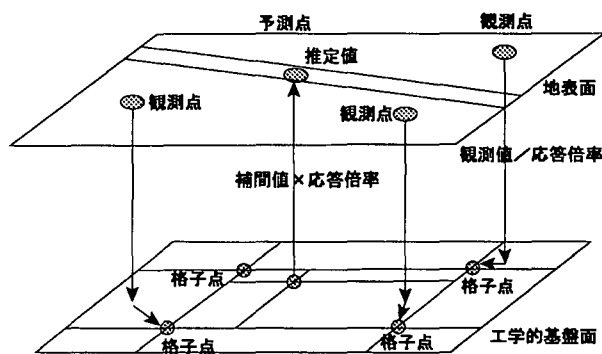 予測点
観測点
推定値
地表面
観測点
観測点
観測値／応答倍率
補間値×応答倍率
格子点
格子点
格子点
格子点
工学的基盤面